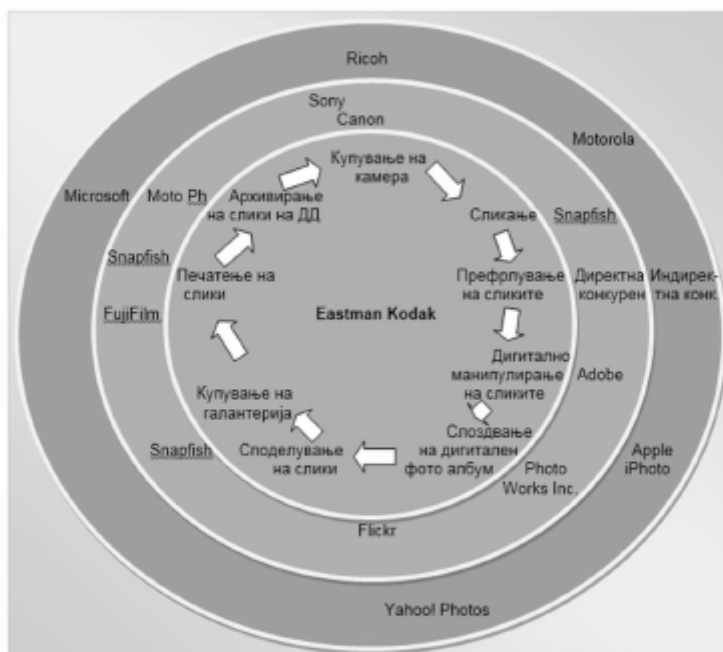 Ricoh
Sony
Canon
Motorola
Купување на
камера
Microsoft
Moto Ph
Архивирање
на слики на ДД
Сликање
Snapfish
Snapfish
Печатење на
слики
Префрлување
на сликите
Директна
конкурен
Индирек-
тна конк.
FujiFilm
Eastman Kodak
Дигитално
манипулирање
на сликите
Adobe
Купување на
галантерија
Слоздвање
на дигитален
фото албум
Snapfish
Споделување
на слики
Photo
Works Inc.
Apple
iPhoto
Flickr
Yahoo! Photos